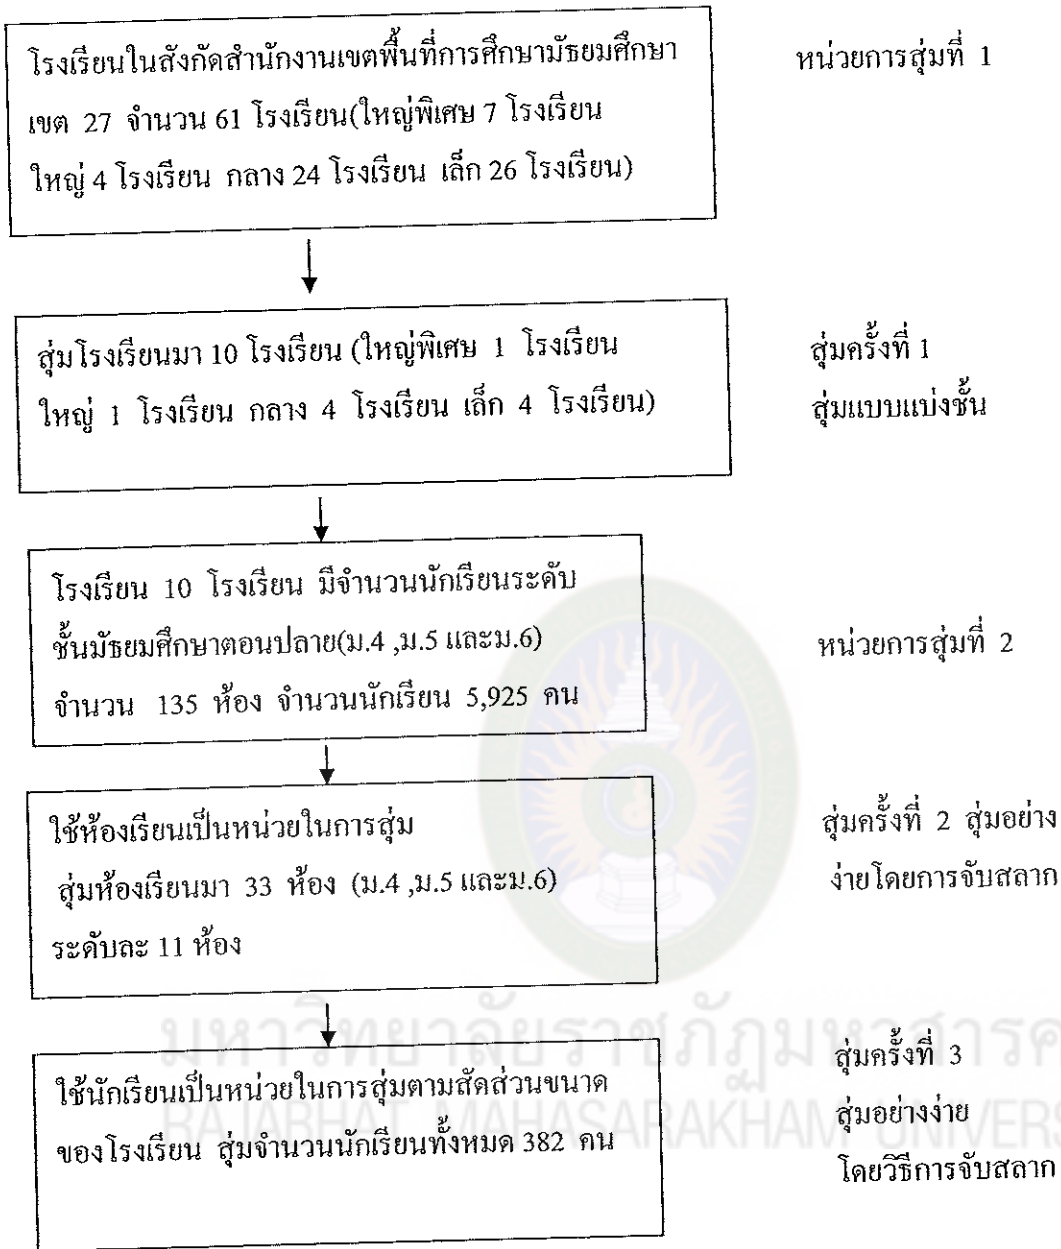 โรงเรียนในสังกัดสำนักงานเขตพื้นที่การศึกษามัธยมศึกษา
เขต 27 จำนวน 61 โรงเรียน(ใหญ่พิเศษ 7 โรงเรียน
ใหญ่ 4 โรงเรียน กลาง 24 โรงเรียน เล็ก 26 โรงเรียน)
หน่วยการสุ่มที่ 1
สุ่มโรงเรียนมา 10 โรงเรียน (ใหญ่พิเศษ 1 โรงเรียน
ใหญ่ 1 โรงเรียน กลาง 4 โรงเรียน เล็ก 4 โรงเรียน)
สุ่มครั้งที่ 1
สุ่มแบบแบ่งชั้น
โรงเรียน 10 โรงเรียน มีจำนวนนักเรียนระดับ
ชั้นมัธยมศึกษาตอนปลาย(ม.4 ,ม.5 และม.6)
จำนวน 135 ห้อง จำนวนนักเรียน 5,925 คน
หน่วยการสุ่มที่ 2
ใช้ห้องเรียนเป็นหน่วยในการสุ่ม
สุ่มห้องเรียนมา 33 ห้อง (ม.4 ,ม.5 และม.6)
ระดับละ 11 ห้อง
สุ่มครั้งที่ 2 สุ่มอย่าง
ง่ายโดยการจับสลาก
ใช้นักเรียนเป็นหน่วยในการสุ่มตามสัดส่วนขนาด
ของโรงเรียน สุ่มจำนวนนักเรียนทั้งหมด 382 คน
สุ่มครั้งที่ 3
สุ่มอย่างง่าย
โดยวิธีการจับสลาก
มหาวิทยาลัยราชภัฏมหาสารค
RAJABHAT MAHASARAKHAM UNIVERS